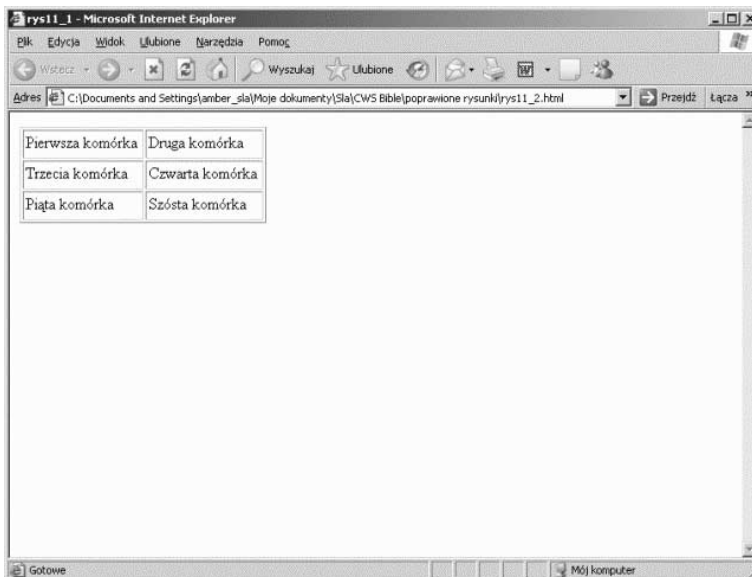 rys11_1 - Microsoft Internet Explorer
Plik Edycja Widok Ulubione Narzędzia Pomoc
Wstecz Wyszukaj Ulubione
Adres C:\Documents and Settings\amber_sla\Moje dokumenty\Sla\CWS Bible\poprawione rysunki\rys11_2.html Przejdź Łącza »
Pierwsza komórka Druga komórka
Trzecia komórka Czwarta komórka
Piąta komórka Szósta komórka
Gotowe Mój komputer